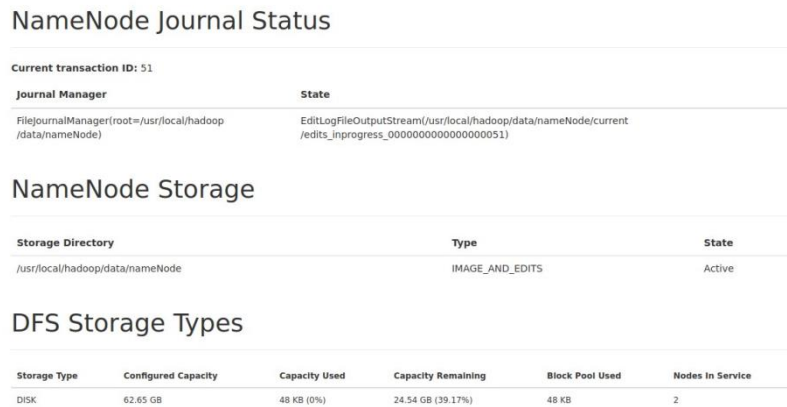 NameNode Journal Status
Current transaction ID: 51
Journal Manager State
FileJournalManager(root=/usr/local/hadoop EditLogFileOutputStream(/usr/local/hadoop/data/nameNode/current
/data/nameNode) /edits_inprogress_0000000000000000051)
NameNode Storage
Storage Directory Type State
/usr/local/hadoop/data/nameNode IMAGE_AND_EDITS Active
DFS Storage Types
Storage Type Configured Capacity Capacity Used Capacity Remaining Block Pool Used Nodes In Service
DISK 62.65 GB 48 KB (0%) 24.54 GB (39.17%) 48 KB 2